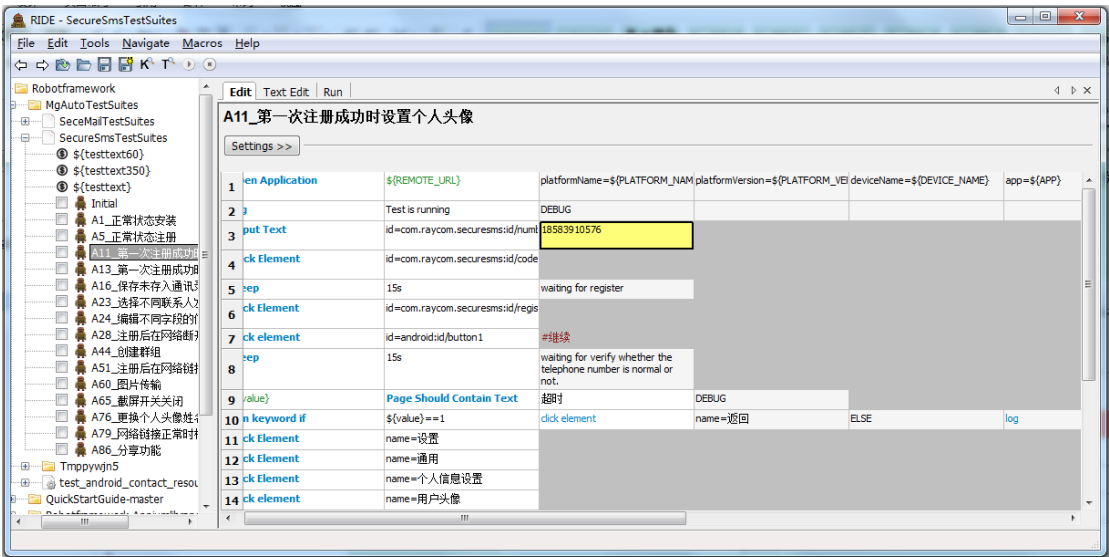 RIDE - SecureSmsTestSuites
File Edit Tools Navigate Macros Help
Robotframework
MgAutoTestSuites
SeceMailTestSuites
SecureSmsTestSuites
${testtext60}
${testtext350}
${testtext}
Initial
A1_正常状态安装
A5_正常状态注册
A11_第一次注册成功
A13_第一次注册成功
A16_保存未存入通讯
A23_选择不同联系人
A24_编辑不同字段的
A28_注册后在网络断
A44_创建群组
A51_注册后在网络链
A60_图片传输
A65_截屏开关关闭
A76_更换个人头像姓
A79_网络链接正常时
A86_分享功能
Tmppywjn5
test_android_contact_resou
QuickStartGuide-master
Edit Text Edit Run
A11_第一次注册成功时设置个人头像
Settings >>
1 en Application ${REMOTE_URL} platformName=${PLATFORM_NAM platformVersion=${PLATFORM_VE deviceName=${DEVICE_NAME} app=${APP}
2 g Test is running DEBUG
3 put Text id=com.raycom.securesms:id/num 18583910576
4 ck Element id=com.raycom.securesms:id/code
5 eep 15s waiting for register
6 ck Element id=com.raycom.securesms:id/regis
7 ck element id=android:id/button1 #继续
8 eep 15s waiting for verify whether the
telephone number is normal or
not.
9 value} Page Should Contain Text 超时 DEBUG
10 n keyword if ${value}==1 click element name=返回 ELSE log
11 ck Element name=设置
12 ck Element name=通用
13 ck Element name=个人信息设置
14 ck element name=用户头像